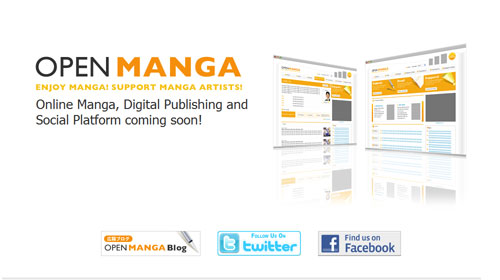 OPEN MANGA
ENJOY MANGA! SUPPORT MANGA ARTISTS!
Online Manga, Digital Publishing and
Social Platform coming soon!
OPEN MANGA Blog
FOLLOW US ON
twitter
Find us on
Facebook